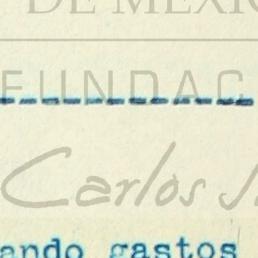 DE MEXIC
FUNDAC
------------
Carlos J.
ando gastos